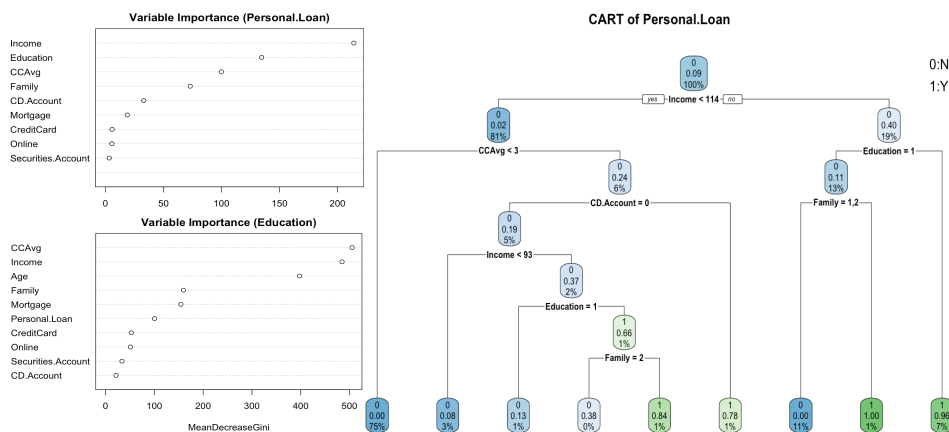 Variable Importance (Personal.Loan)
Income
Education
CCAvg
Family
CD.Account
Mortgage
CreditCard
Online
Securities.Account
0 50 100 150 200
Variable Importance (Education)
CCAvg
Income
Age
Family
Mortgage
Personal.Loan
CreditCard
Online
Securities.Account
CD.Account
0 100 200 300 400 500
MeanDecreaseGini
CART of Personal.Loan
0:N
1:Y
0
0.09
100%
yes Income < 114 no
0
0.02
81%
0
0.40
19%
CCAvg < 3
Education = 1
0
0.24
6%
0
0.11
13%
CD.Account = 0
Family = 1,2
0
0.19
5%
Income < 93
0
0.37
2%
Education = 1
1
0.66
1%
Family = 2
0
0.00
75%
0
0.08
3%
0
0.13
1%
0
0.38
0%
1
0.84
1%
1
0.78
1%
0
0.00
11%
1
1.00
1%
1
0.96
7%